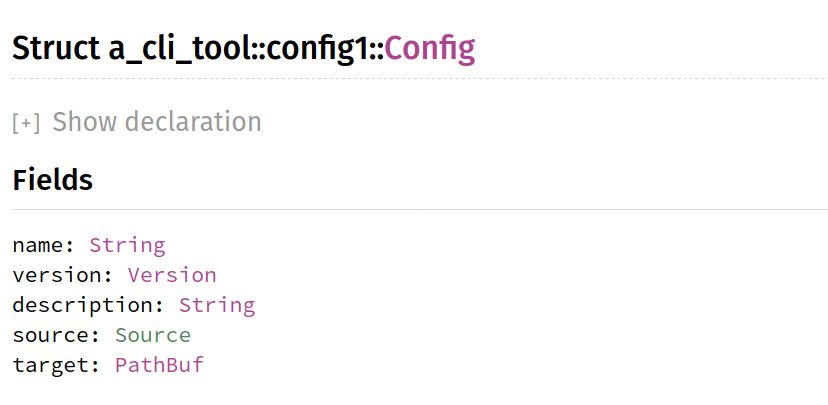 Struct a_cli_tool::config1::Config
[+] Show declaration
Fields
name: String
version: Version
description: String
source: Source
target: PathBuf